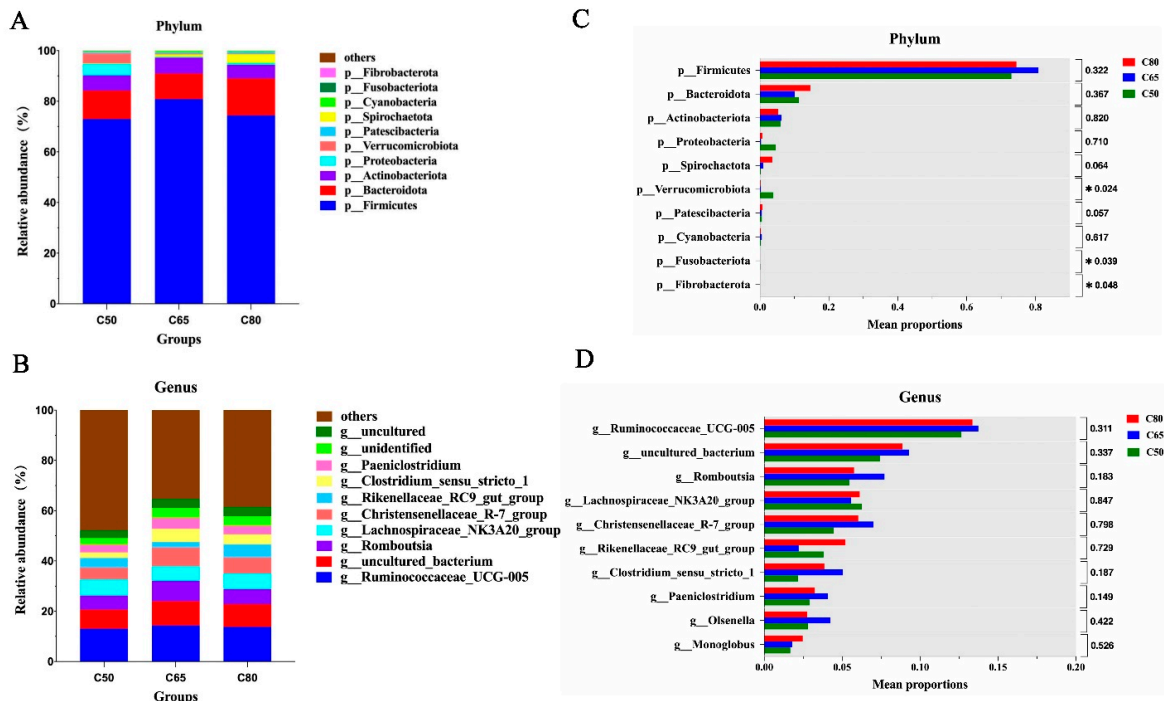 A
Phylum
Relative abundance (%)
100
80
60
40
20
0
C50
C65
C80
Groups
others
p__Fibrobacterota
p__Fusobacteriota
p__Cyanobacteria
p__Spirochaetota
p__Patescibacteria
p__Verrucomicrobiota
p__Proteobacteria
p__Actinobacteriota
p__Bacteroidota
p__Firmicutes
C
Phylum
p__Firmicutes
p__Bacteroidota
p__Actinobacteriota
p__Proteobacteria
p__Spirochaetota
p__Verrucomicrobiota
p__Patescibacteria
p__Cyanobacteria
p__Fusobacteriota
p__Fibrobacterota
0.0
0.2
0.4
0.6
0.8
Mean proportions
0.322
0.367
0.820
0.710
0.064
* 0.024
0.057
0.617
* 0.039
* 0.048
C80
C65
C50
B
Genus
Relative abundance (%)
100
80
60
40
20
0
C50
C65
C80
Groups
others
g__uncultured
g__unidentified
g__Paeniclostridium
g__Clostridium_sensu_stricto_1
g__Rikenellaceae_RC9_gut_group
g__Christensenellaceae_R-7_group
g__Lachnospiraceae_NK3A20_group
g__Romboutsia
g__uncultured_bacterium
g__Ruminococcaceae_UCG-005
D
Genus
g__Ruminococcaceae_UCG-005
g__uncultured_bacterium
g__Romboutsia
g__Lachnospiraceae_NK3A20_group
g__Christensenellaceae_R-7_group
g__Rikenellaceae_RC9_gut_group
g__Clostridium_sensu_stricto_1
g__Paeniclostridium
g__Olsenella
g__Monoglobus
0.00
0.05
0.10
0.15
0.20
Mean proportions
0.311
0.337
0.183
0.847
0.798
0.729
0.187
0.149
0.422
0.526
C80
C65
C50